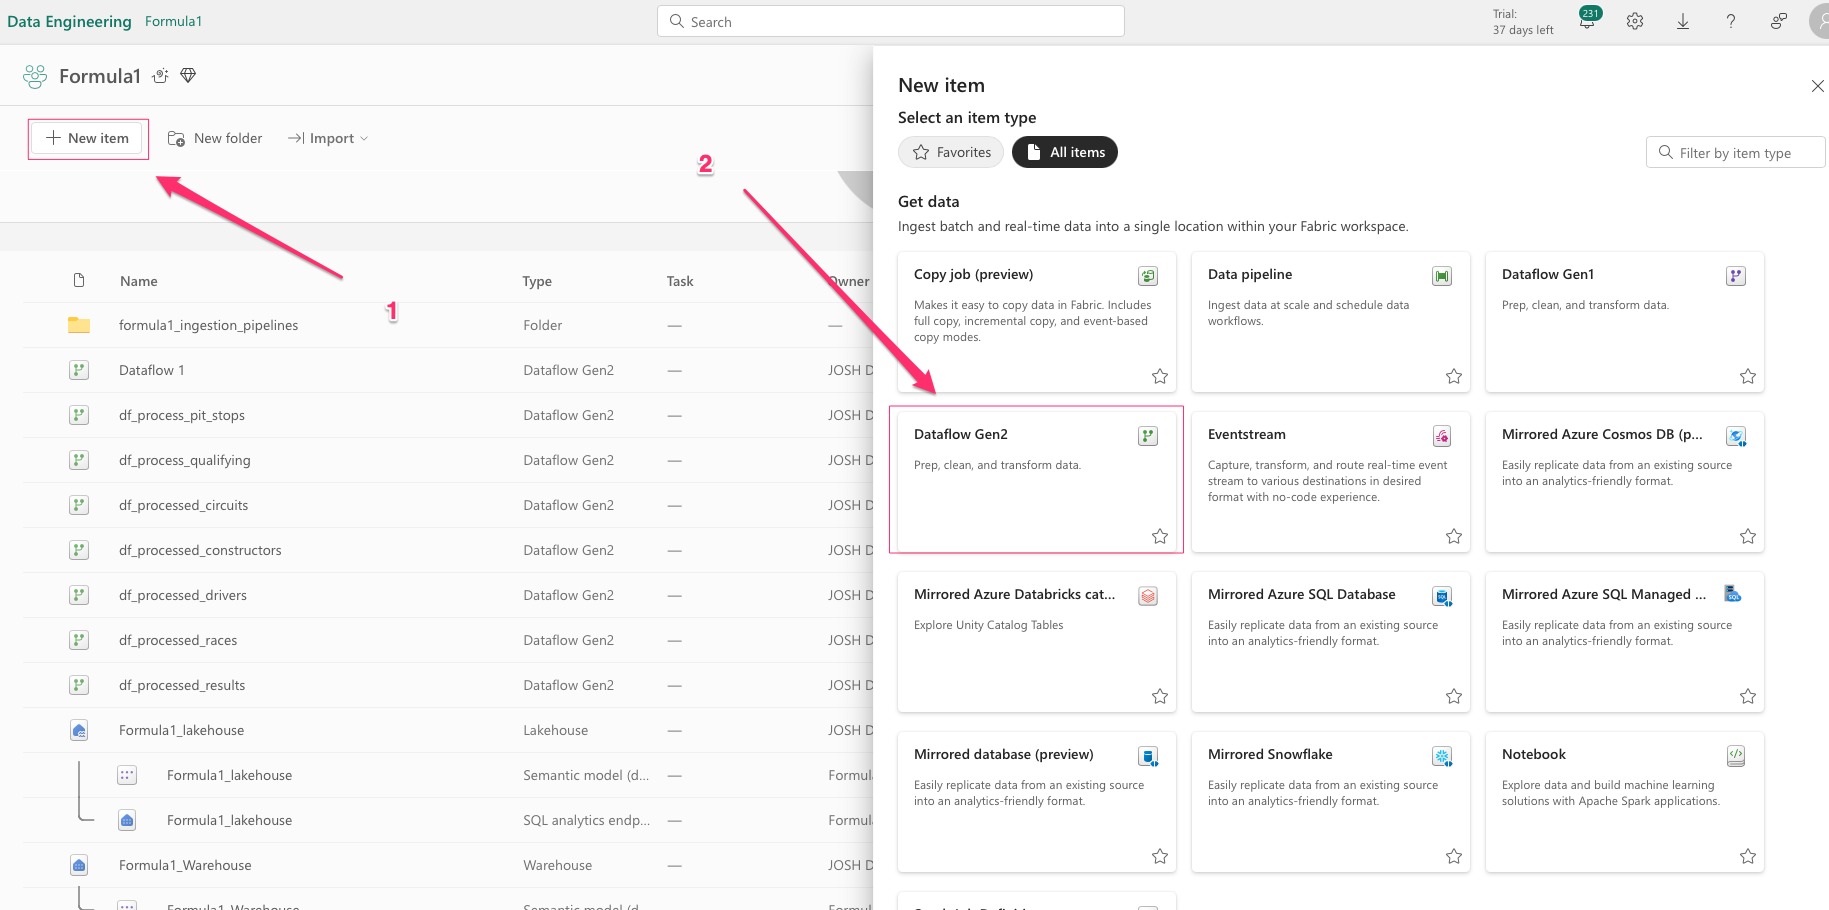 Data Engineering
Formula1
Search
Trial:
37 days left
231
Formula1
New item
New folder
Import
1
2
Name
Type
Task
Owner
formula1_ingestion_pipelines
Folder
—
—
Dataflow 1
Dataflow Gen2
—
JOSH D
df_process_pit_stops
Dataflow Gen2
—
JOSH D
df_process_qualifying
Dataflow Gen2
—
JOSH D
df_processed_circuits
Dataflow Gen2
—
JOSH D
df_processed_constructors
Dataflow Gen2
—
JOSH D
df_processed_drivers
Dataflow Gen2
—
JOSH D
df_processed_races
Dataflow Gen2
—
JOSH D
df_processed_results
Dataflow Gen2
—
JOSH D
Formula1_lakehouse
Lakehouse
—
JOSH D
Formula1_lakehouse
Semantic model (d...
—
Formul
Formula1_lakehouse
SQL analytics endp...
—
Formul
Formula1_Warehouse
Warehouse
—
JOSH D
New item
Select an item type
Favorites
All items
Filter by item type
Get data
Ingest batch and real-time data into a single location within your Fabric workspace.
Copy job (preview)
Makes it easy to copy data in Fabric. Includes
full copy, incremental copy, and event-based
copy modes.
Data pipeline
Ingest data at scale and schedule data
workflows.
Dataflow Gen1
Prep, clean, and transform data.
Dataflow Gen2
Prep, clean, and transform data.
Eventstream
Capture, transform, and route real-time event
stream to various destinations in desired
format with no-code experience.
Mirrored Azure Cosmos DB (p...
Easily replicate data from an existing source
into an analytics-friendly format.
Mirrored Azure Databricks cat...
Explore Unity Catalog Tables
Mirrored Azure SQL Database
Easily replicate data from an existing source
into an analytics-friendly format.
Mirrored Azure SQL Managed ...
Easily replicate data from an existing source
into an analytics-friendly format.
Mirrored database (preview)
Easily replicate data from an existing source
into an analytics-friendly format.
Mirrored Snowflake
Easily replicate data from an existing source
into an analytics-friendly format.
Notebook
Explore data and build machine learning
solutions with Apache Spark applications.